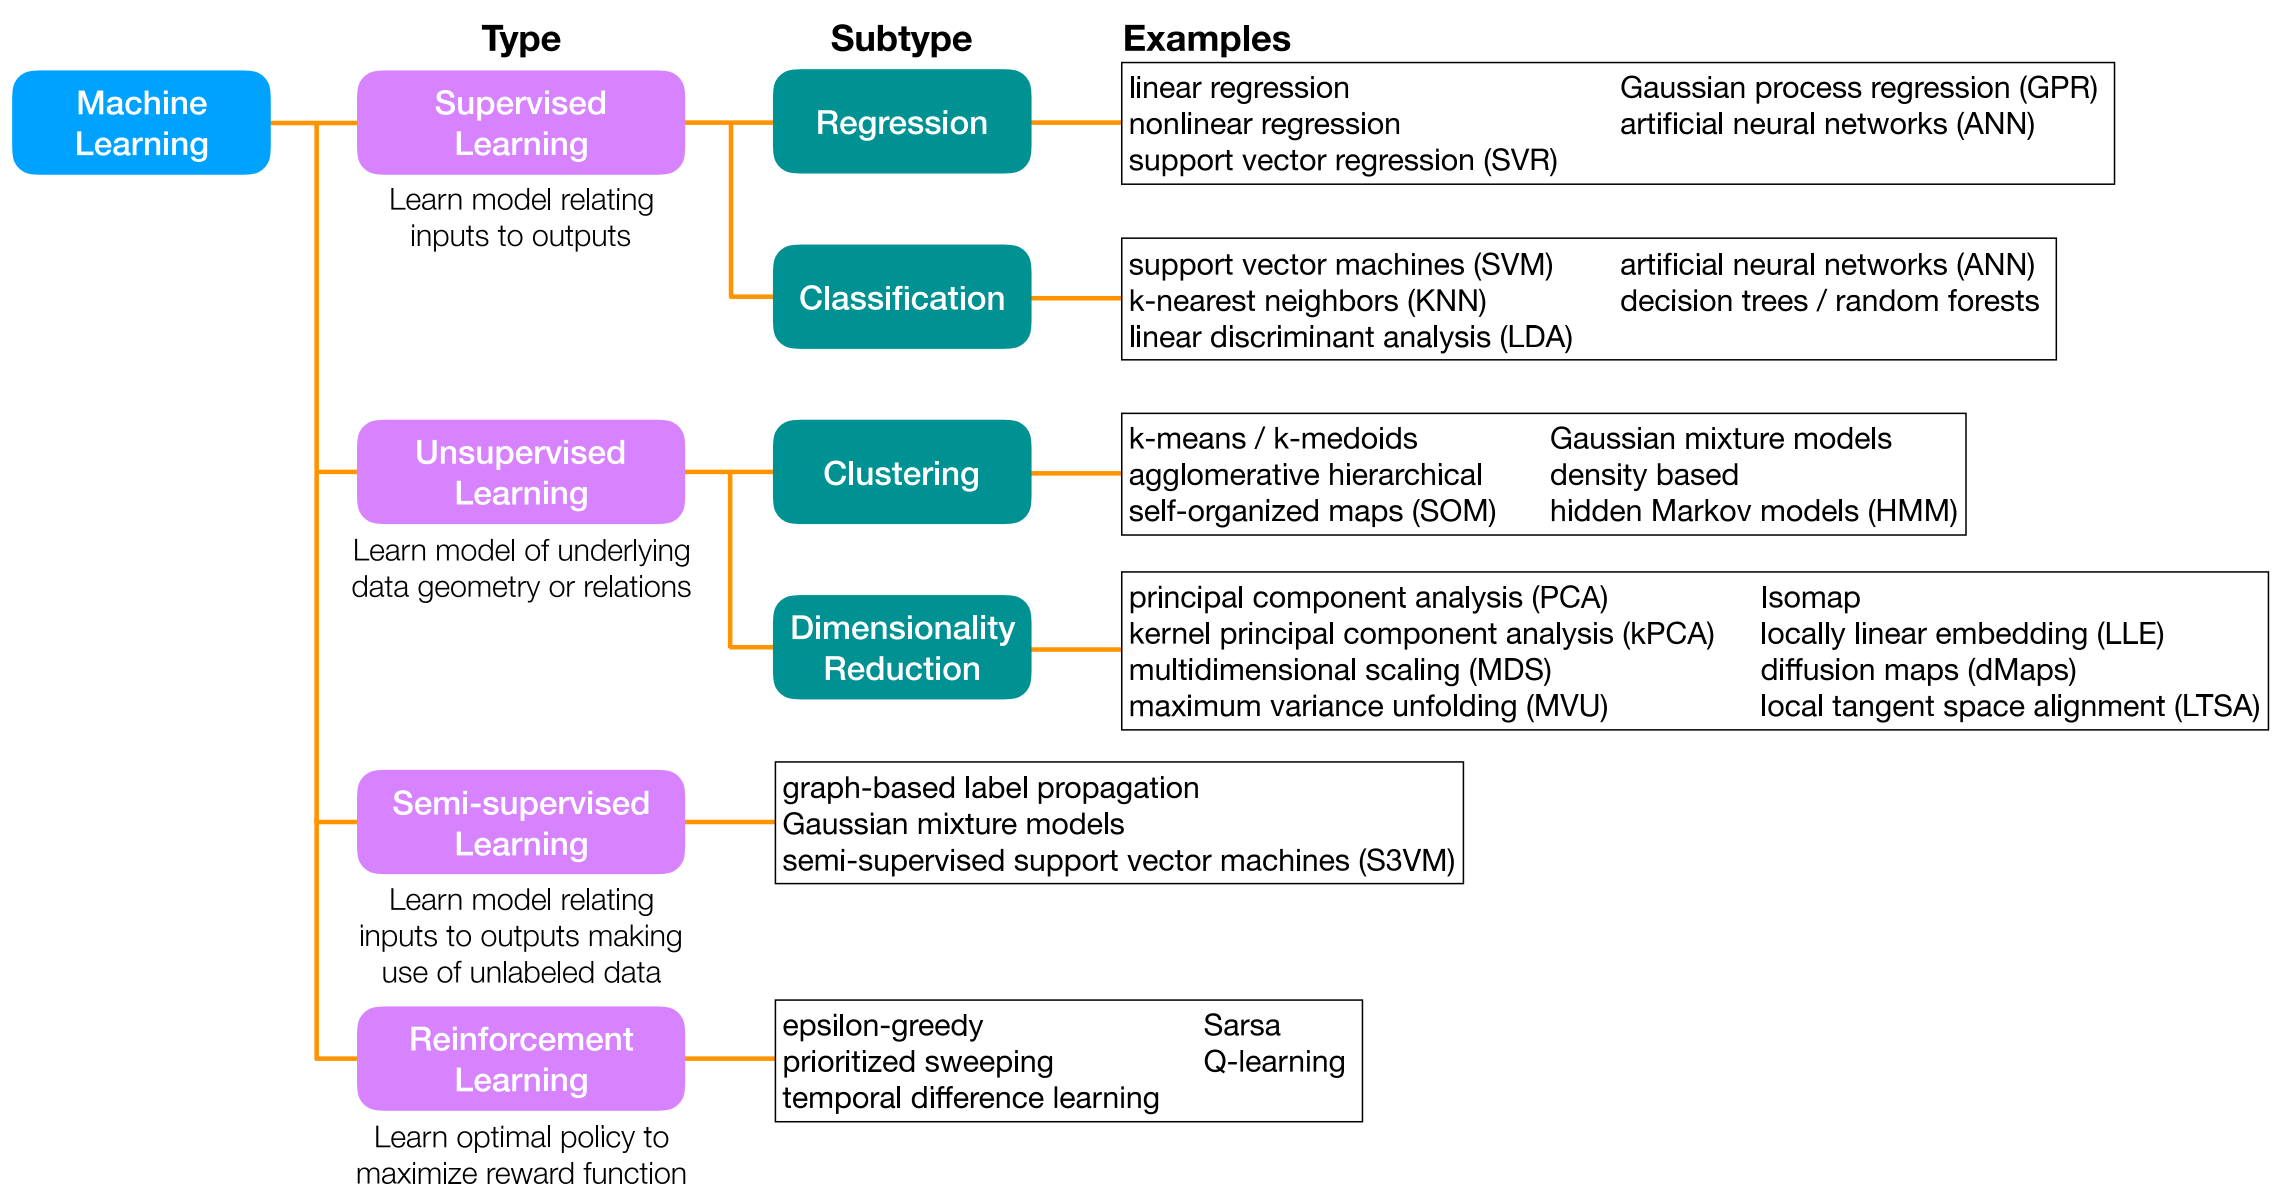 Type
Subtype
Examples
Machine
Learning
Supervised
Learning
Learn model relating
inputs to outputs
Regression
linear regression
nonlinear regression
support vector regression (SVR)
Gaussian process regression (GPR)
artificial neural networks (ANN)
Classification
support vector machines (SVM)
k-nearest neighbors (KNN)
linear discriminant analysis (LDA)
artificial neural networks (ANN)
decision trees / random forests
Unsupervised
Learning
Learn model of underlying
data geometry or relations
Clustering
k-means / k-medoids
agglomerative hierarchical
self-organized maps (SOM)
Gaussian mixture models
density based
hidden Markov models (HMM)
Dimensionality
Reduction
principal component analysis (PCA)
kernel principal component analysis (kPCA)
multidimensional scaling (MDS)
maximum variance unfolding (MVU)
Isomap
locally linear embedding (LLE)
diffusion maps (dMaps)
local tangent space alignment (LTSA)
Semi-supervised
Learning
Learn model relating
inputs to outputs making
use of unlabeled data
graph-based label propagation
Gaussian mixture models
semi-supervised support vector machines (S3VM)
Reinforcement
Learning
Learn optimal policy to
maximize reward function
epsilon-greedy
prioritized sweeping
temporal difference learning
Sarsa
Q-learning